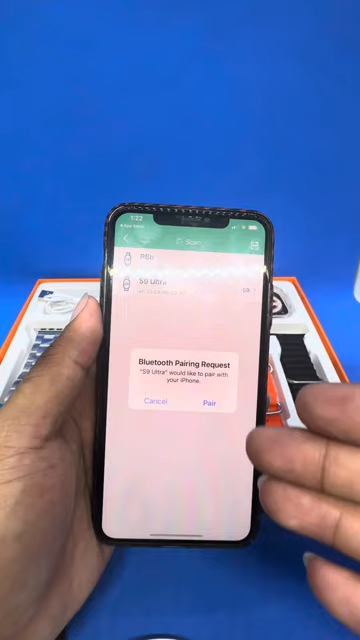 1:22
App Store
Scan
S9 Ultra
Bluetooth Pairing Request
"S9 Ultra" would like to pair with
your iPhone.
Cancel
Pair